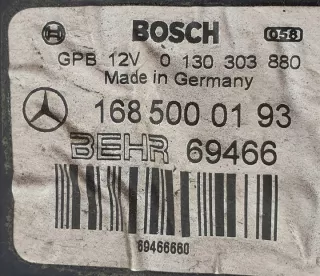 BOSCH 058
GPB 12V 0 130 303 880
Made in Germany
168 500 01 93
BEHR 69466
69466660